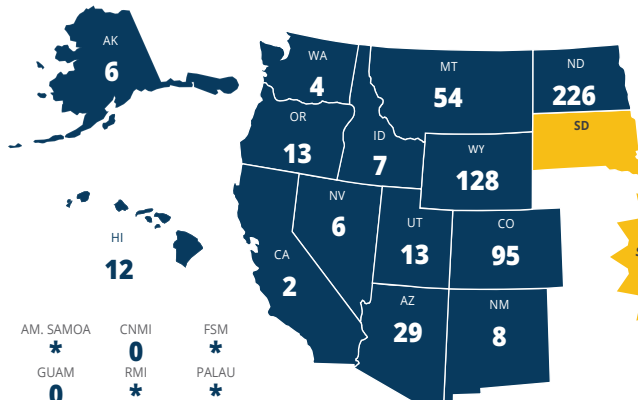 AK
6
WA
4
MT
54
ND
226
OR
13
ID
7
WY
128
SD
NV
6
UT
13
CO
95
CA
2
HI
12
AZ
29
NM
8
AM. SAMOA CNMI FSM
* 0 *
GUAM RMI PALAU
0 * *